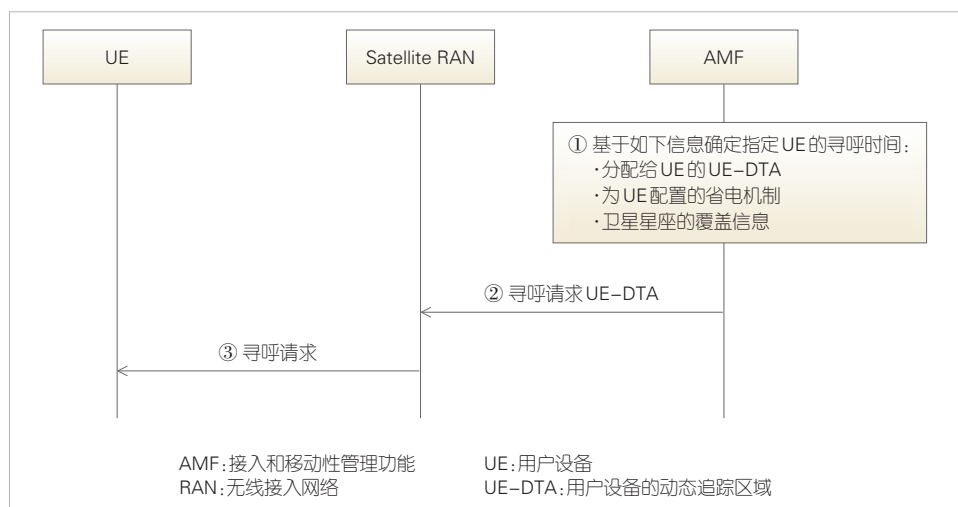 UE
Satellite RAN
AMF
① 基于如下信息确定指定UE的寻呼时间：
·分配给UE的UE-DTA
·为UE配置的省电机制
·卫星星座的覆盖信息
② 寻呼请求UE-DTA
③ 寻呼请求
AMF：接入和移动性管理功能
UE：用户设备
RAN：无线接入网络
UE-DTA：用户设备的动态追踪区域